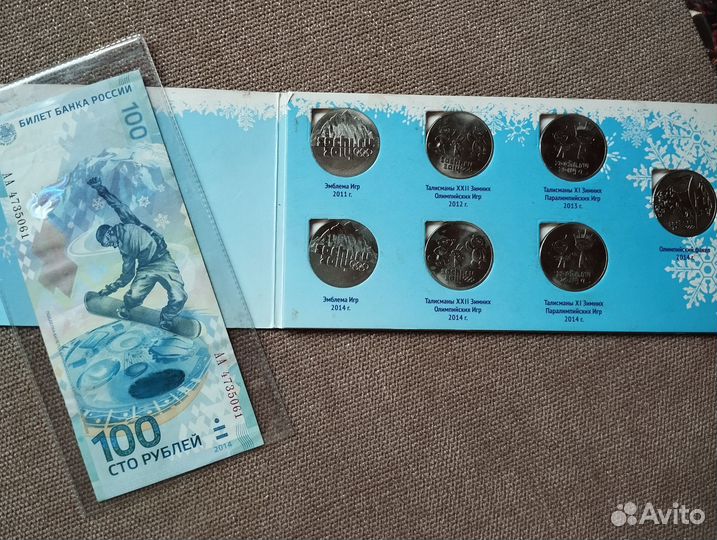 БИЛЕТ БАНКА РОССИИ
100
АА 4735061
АА 4735061
100
СТО РУБЛЕЙ
2014
Эмблема Игр
2011 г.
Талисманы XXII Зимних
Олимпийских Игр
2012 г.
Талисманы XI Зимних
Паралимпийских Игр
2013 г.
Олимпийский факел
2014 г.
Эмблема Игр
2014 г.
Талисманы XXII Зимних
Олимпийских Игр
2014 г.
Талисманы XI Зимних
Паралимпийских Игр
2014 г.
Avito